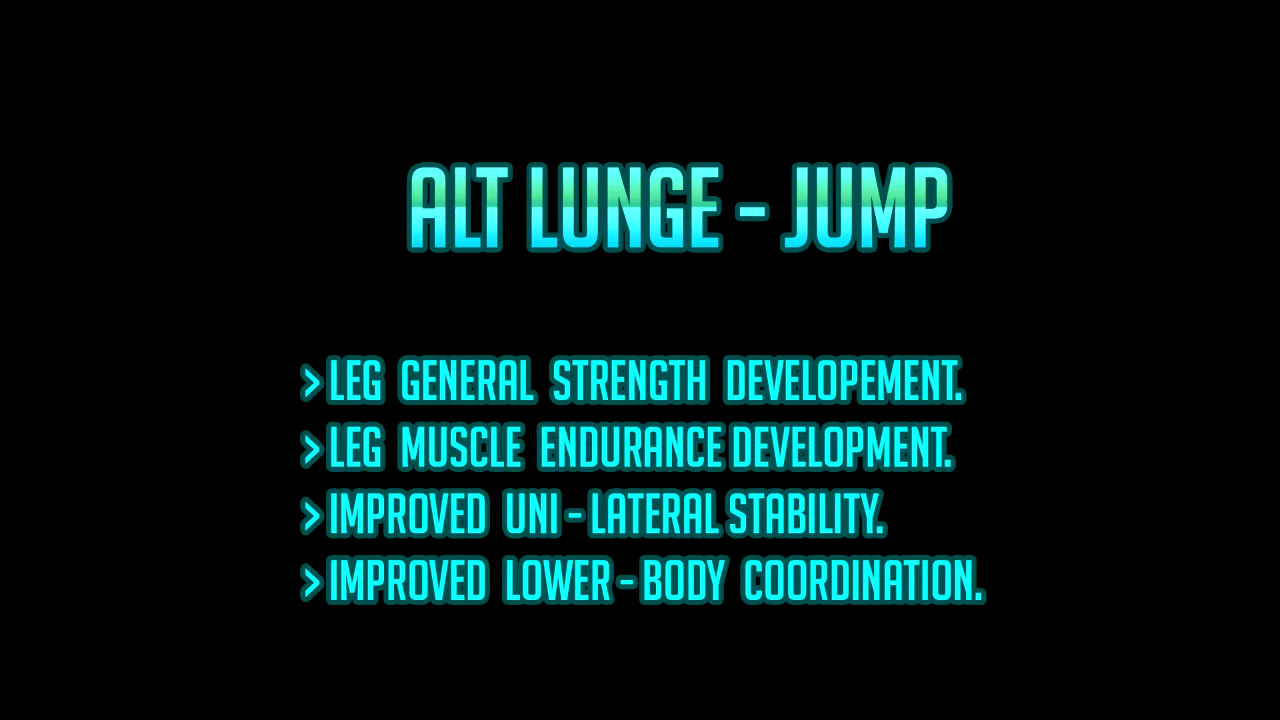 ALT LUNGE - JUMP
> LEG GENERAL STRENGTH DEVELOPEMENT.
> LEG MUSCLE ENDURANCE DEVELOPMENT.
> IMPROVED UNI - LATERAL STABILITY.
> IMPROVED LOWER - BODY COORDINATION.